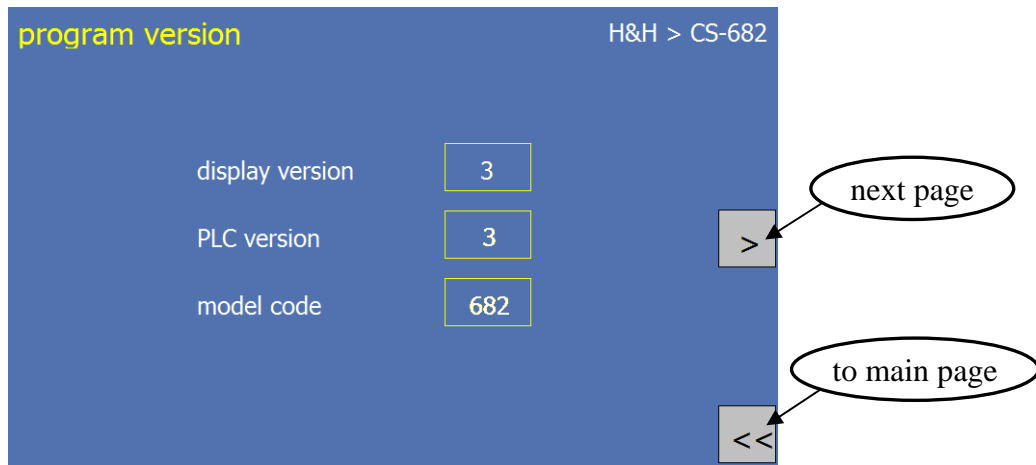 program version H&H > CS-682
display version 3
PLC version 3
next page
>
model code 682
to main page
<<